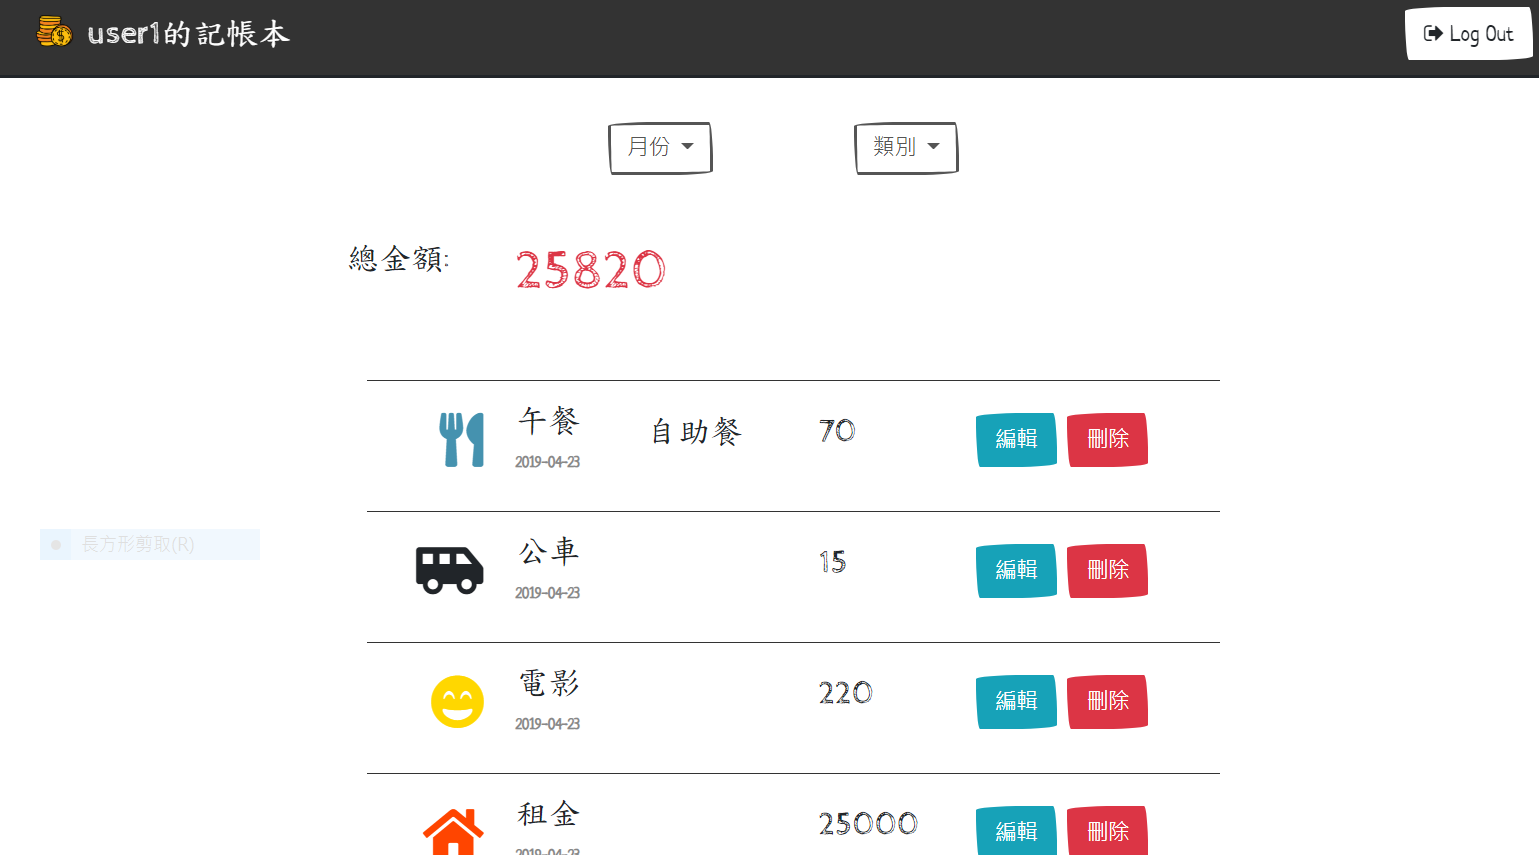 user1的記帳本
Log Out
月份
類別
總金額:
25820
午餐
自助餐
70
編輯
刪除
2019-04-23
長方形剪取(R)
公車
15
編輯
刪除
2019-04-23
電影
220
編輯
刪除
2019-04-23
租金
25000
編輯
刪除